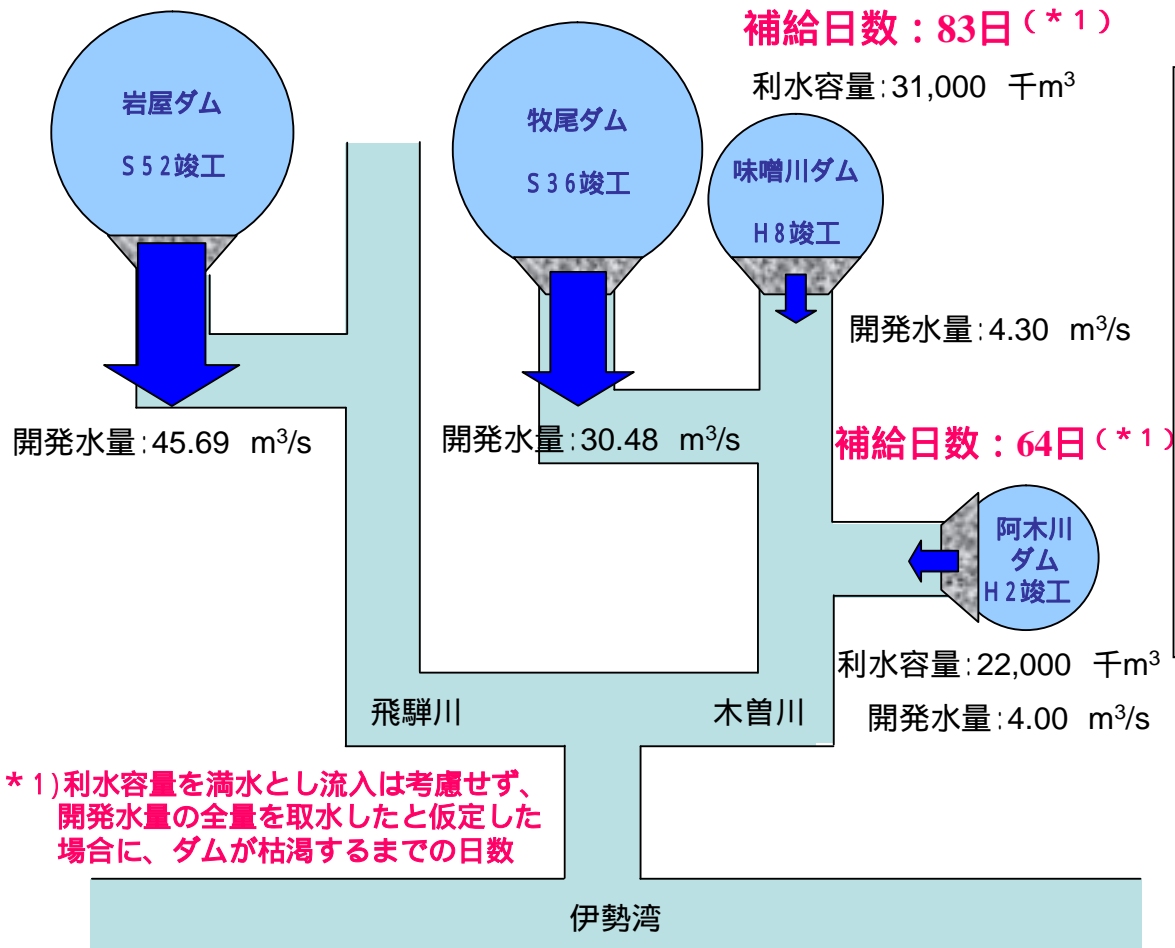 補給日数：83日（*1）
利水容量:31,000 千m³
岩屋ダム
S52竣工
牧尾ダム
S36竣工
味噌川ダム
H8竣工
開発水量:4.30 m³/s
開発水量:45.69 m³/s
開発水量:30.48 m³/s
補給日数：64日（*1）
阿木川
ダム
H2竣工
利水容量:22,000 千m³
開発水量:4.00 m³/s
飛騨川
木曽川
*1)利水容量を満水とし流入は考慮せず、
開発水量の全量を取水したと仮定した
場合に、ダムが枯渇するまでの日数
伊勢湾